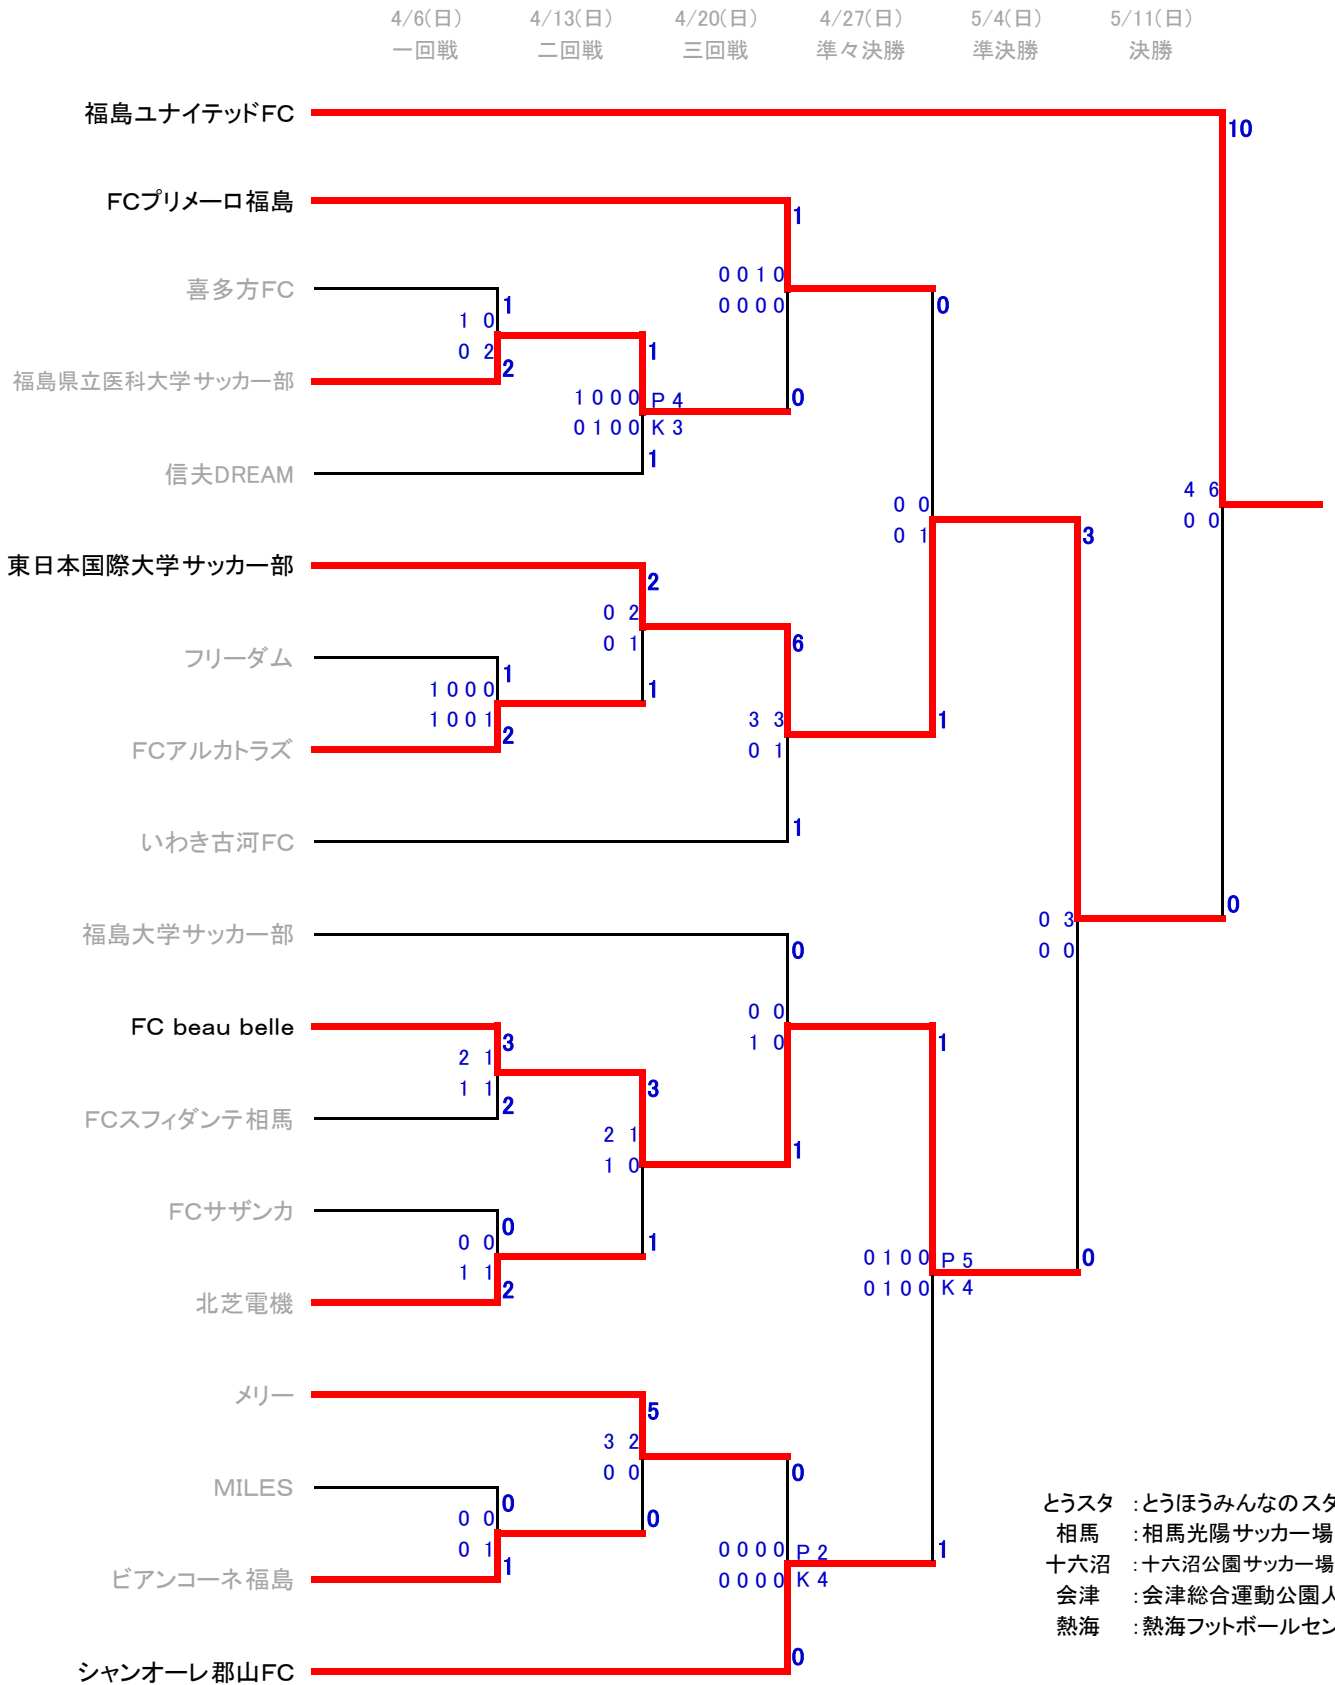 4/6(日) 4/13(日) 4/20(日) 4/27(日) 5/4(日) 5/11(日)
一回戦 二回戦 三回戦 準々決勝 準決勝 決勝
福島ユナイテッドFC
10
FCプリメーロ福島
1
0 0 1 0
0 0 0 0
0
喜多方FC
1
1 0
0 2
2
福島県立医科大学サッカー部
1
1 0 0 0 P 4
0 1 0 0 K 3
0
1
信夫DREAM
4 6
0 0
0 0
0 1
3
東日本国際大学サッカー部
2
0 2
0 1
6
フリーダム
1
1 0 0 0
1 0 0 1
2
1
3 3
0 1
1
FCアルカトラズ
1
いわき古河FC
0
0 3
0 0
福島大学サッカー部
0
0 0
1 0
FC beau belle
3
2 1
1 1
2
1
3
FCスフィダンテ相馬
2 1
1 0
1
FCサザンカ
0
0 0
1 1
2
1
0 1 0 0 P 5
0 1 0 0 K 4
0
北芝電機
メリー
5
3 2
0 0
0
MILES
0
0 0
0 1
1
0
0 0 0 0 P 2
0 0 0 0 K 4
1
ビアンコーネ福島
0
シャンオーレ郡山FC
とうスタ :とうほうみんなのスタ
相馬 :相馬光陽サッカー場
十六沼 :十六沼公園サッカー場
会津 :会津総合運動公園
熱海 :熱海フットボールセン